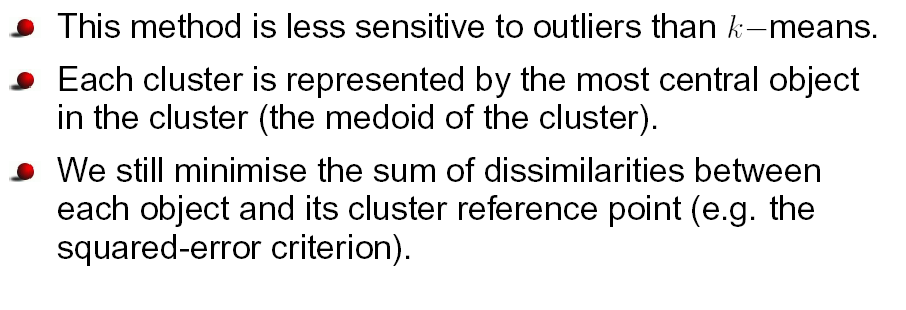 This method is less sensitive to outliers than k−means.
Each cluster is represented by the most central object
in the cluster (the medoid of the cluster).
We still minimise the sum of dissimilarities between
each object and its cluster reference point (e.g. the
squared-error criterion).